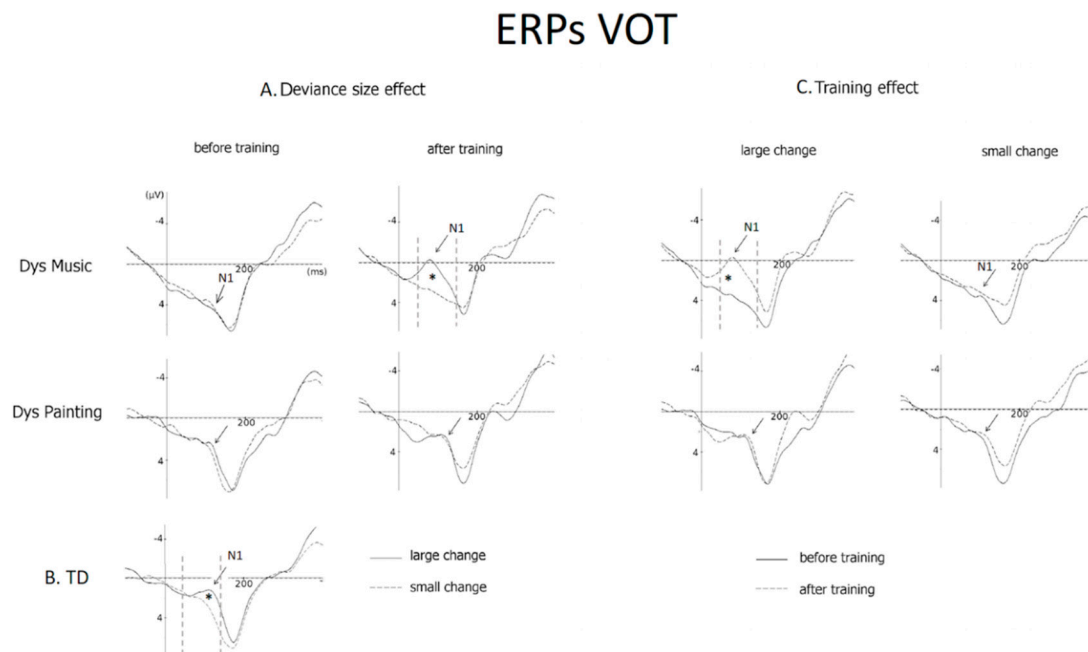 ERPs VOT
A. Deviance size effect
C. Training effect
before training
after training
large change
small change
Dys Music
(µV)
-4
4
200
(ms)
N1
-4
4
200
N1
*
-4
4
200
N1
*
-4
4
200
N1
Dys Painting
-4
4
200
-4
4
200
-4
4
200
-4
4
200
B. TD
-4
4
200
N1
*
large change
small change
before training
after training